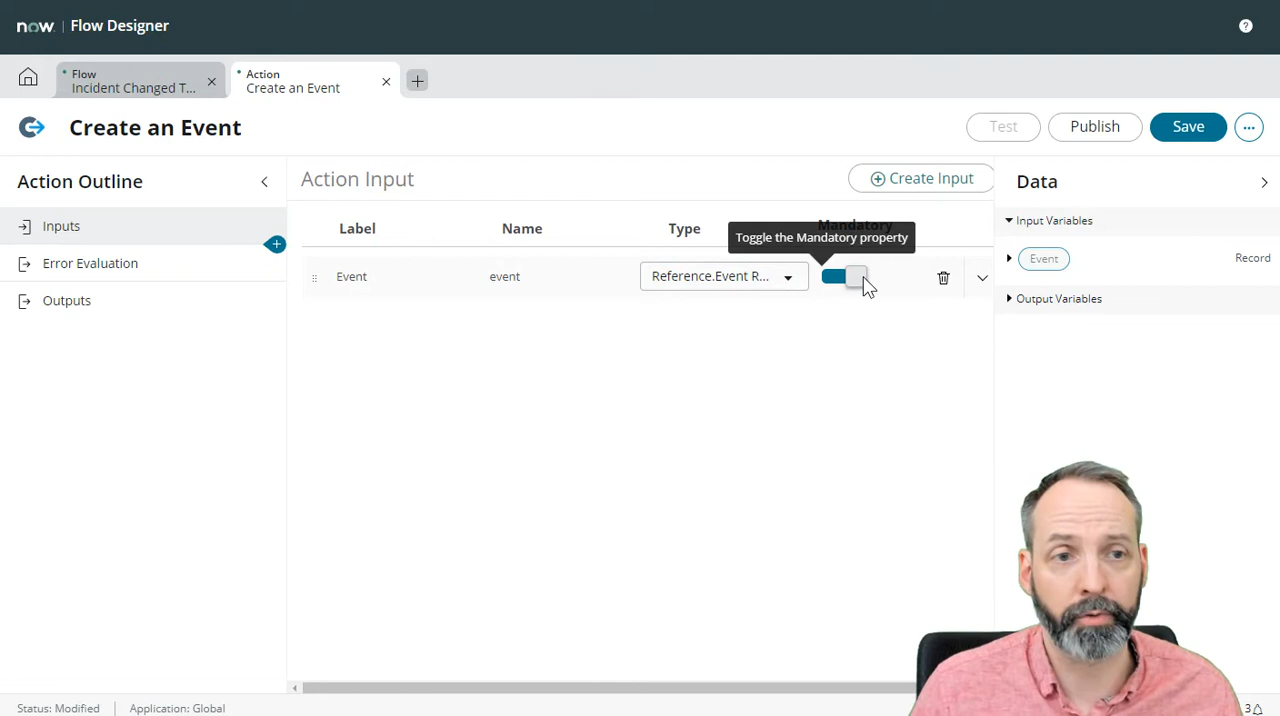 now. | Flow Designer
?
Flow
Incident Changed T...
Action
Create an Event
Create an Event
Test
Publish
Save
Action Outline
Inputs
Error Evaluation
Outputs
Action Input
Create Input
Label Name Type Mandatory
Toggle the Mandatory property
Event event Reference.Event R...
Data
Input Variables
Event Record
Output Variables
Status: Modified Application: Global
3